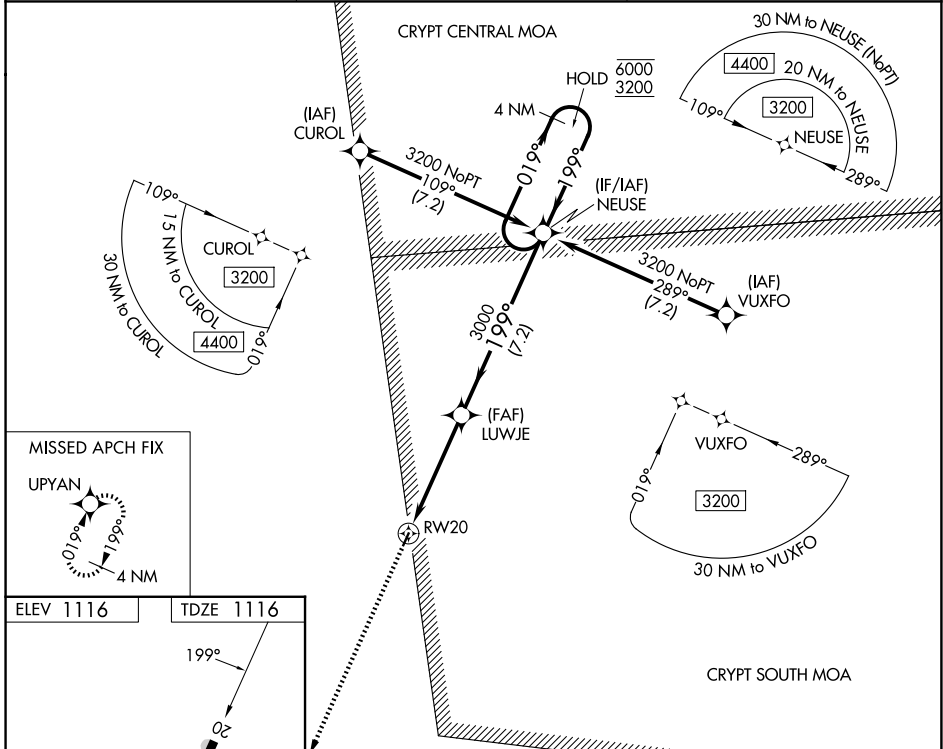 CRYPT CENTRAL MOA
30 NM to NEUSE (NoPT)
4400
20 NM to NEUSE
3200
109°
NEUSE
289°
HOLD
6000
3200
4 NM
019°
199°
(IAF)
CUROL
3200 NoPT
109°
(7.2)
(IF/IAF)
NEUSE
109°
CUROL
3200
15 NM to CUROL
30 NM to CUROL
4400
019°
3200 NoPT
289°
(7.2)
(IAF)
VUXFO
3000
199°
(7.2)
(FAF)
LUWJE
VUXFO
289°
019°
3200
30 NM to VUXFO
MISSED APCH FIX
UPYAN
019°
199°
4 NM
RW20
ELEV 1116
TDZE 1116
199°
20
CRYPT SOUTH MOA